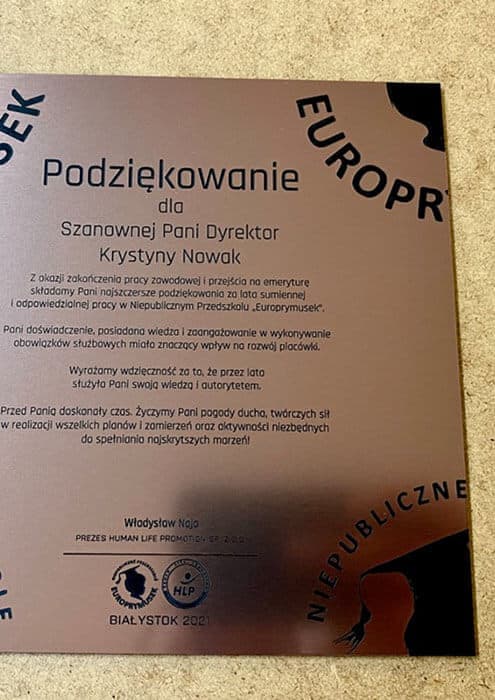 SEK
EUROPR
Podziękowanie
dla
Szanownej Pani Dyrektor
Krystyny Nowak
Z okazji zakończenia pracy zawodowej i przejścia na emeryturę
składamy Pani najszczersze podziękowania za lata sumiennej
i odpowiedzialnej pracy w Niepublicznym Przedszkolu „Europrymusek".
Pani doświadczenie, posiadana wiedza i zaangażowanie w wykonywanie
obowiązków służbowych miało znaczący wpływ na rozwój placówki.
Wyrażamy wdzięczność za to, że przez lata
służyła Pani swoją wiedzą i autorytetem.
Przed Panią doskonały czas. Życzymy Pani pogody ducha, twórczych sił
w realizacji wszelkich planów i zamierzeń oraz aktywności niezbędnych
do spełniania najskrytszych marzeń!
Władysław Naja
PREZES HUMAN LIFE PROMOTION SP. Z O.O.
EUROPRYMUSEK
HLP
BIAŁYSTOK 2021
NIEPUBLICZNE
IE